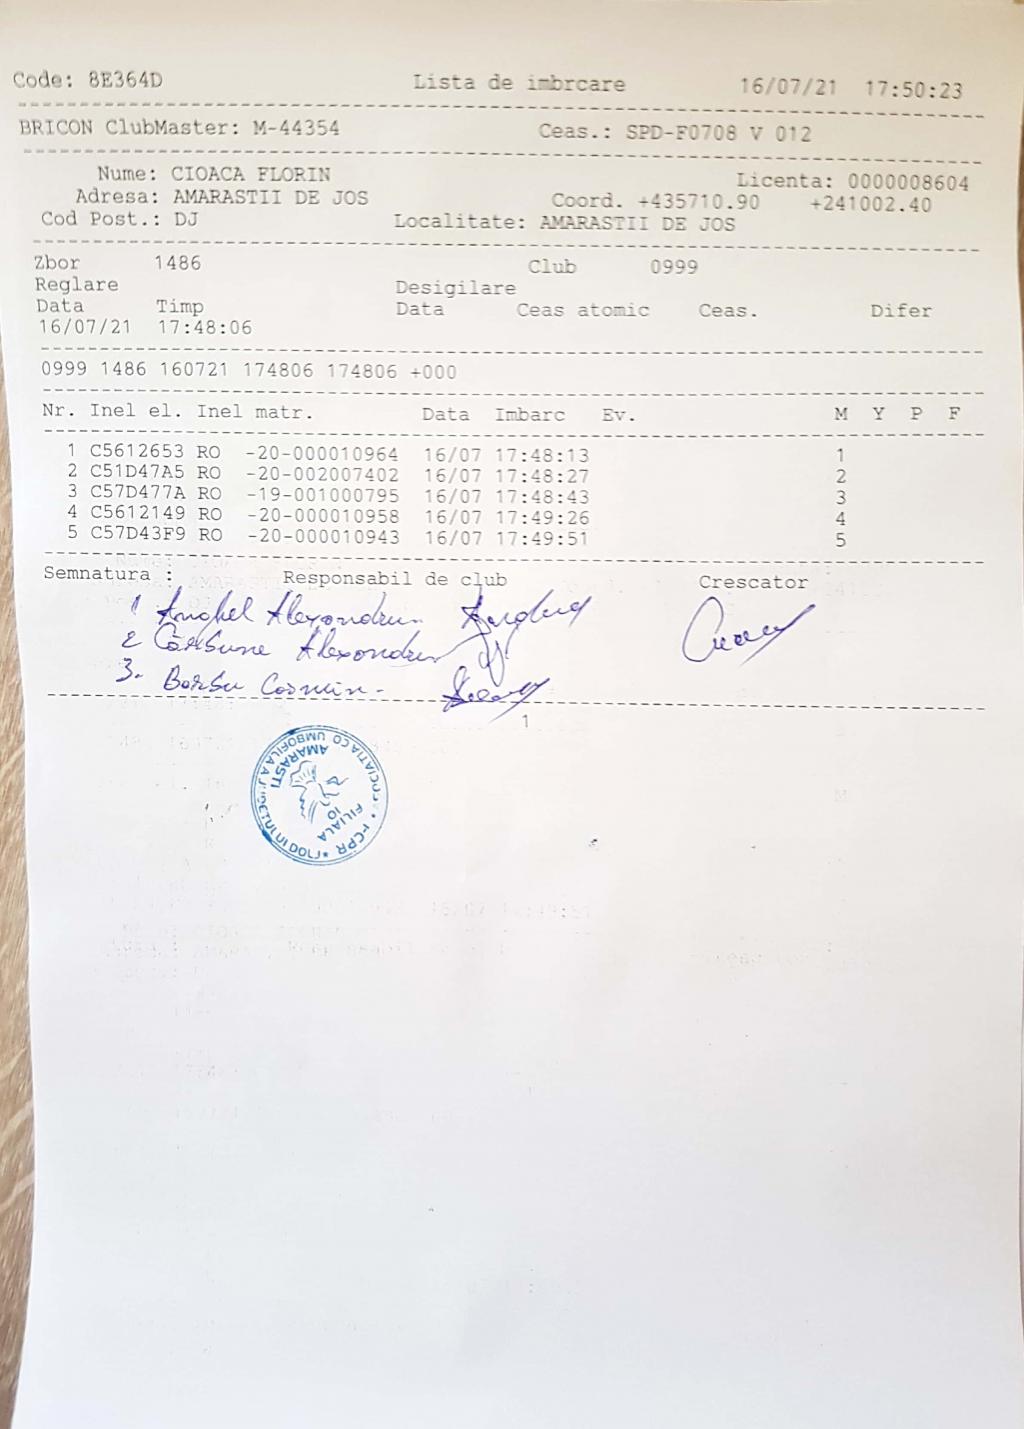 Code: 8E364D Lista de imbrcare 16/07/21 17:50:23
BRICON ClubMaster: M-44354 Ceas.: SPD-F0708 V 012
Nume: CIOACA FLORIN Licenta: 0000008604
Adresa: AMARASTII DE JOS Coord. +435710.90 +241002.40
Cod Post.: DJ Localitate: AMARASTII DE JOS
Zbor 1486 Club 0999
Reglare Desigilare
Data Timp Data Ceas atomic Ceas. Difer
16/07/21 17:48:06
0999 1486 160721 174806 174806 +000
Nr. Inel el. Inel matr. Data Imbarc Ev. M Y P F
1 C5612653 RO -20-000010964 16/07 17:48:13 1
2 C51D47A5 RO -20-002007402 16/07 17:48:27 2
3 C57D477A RO -19-001000795 16/07 17:48:43 3
4 C5612149 RO -20-000010958 16/07 17:49:26 4
5 C57D43F9 RO -20-000010943 16/07 17:49:51 5
Semnatura : Responsabil de club Crescator
1 Anghel Alexandru
2 Cărbune Alexandru
3. Barbu Cosmin -
1
AMARASTI
FILIALA 10